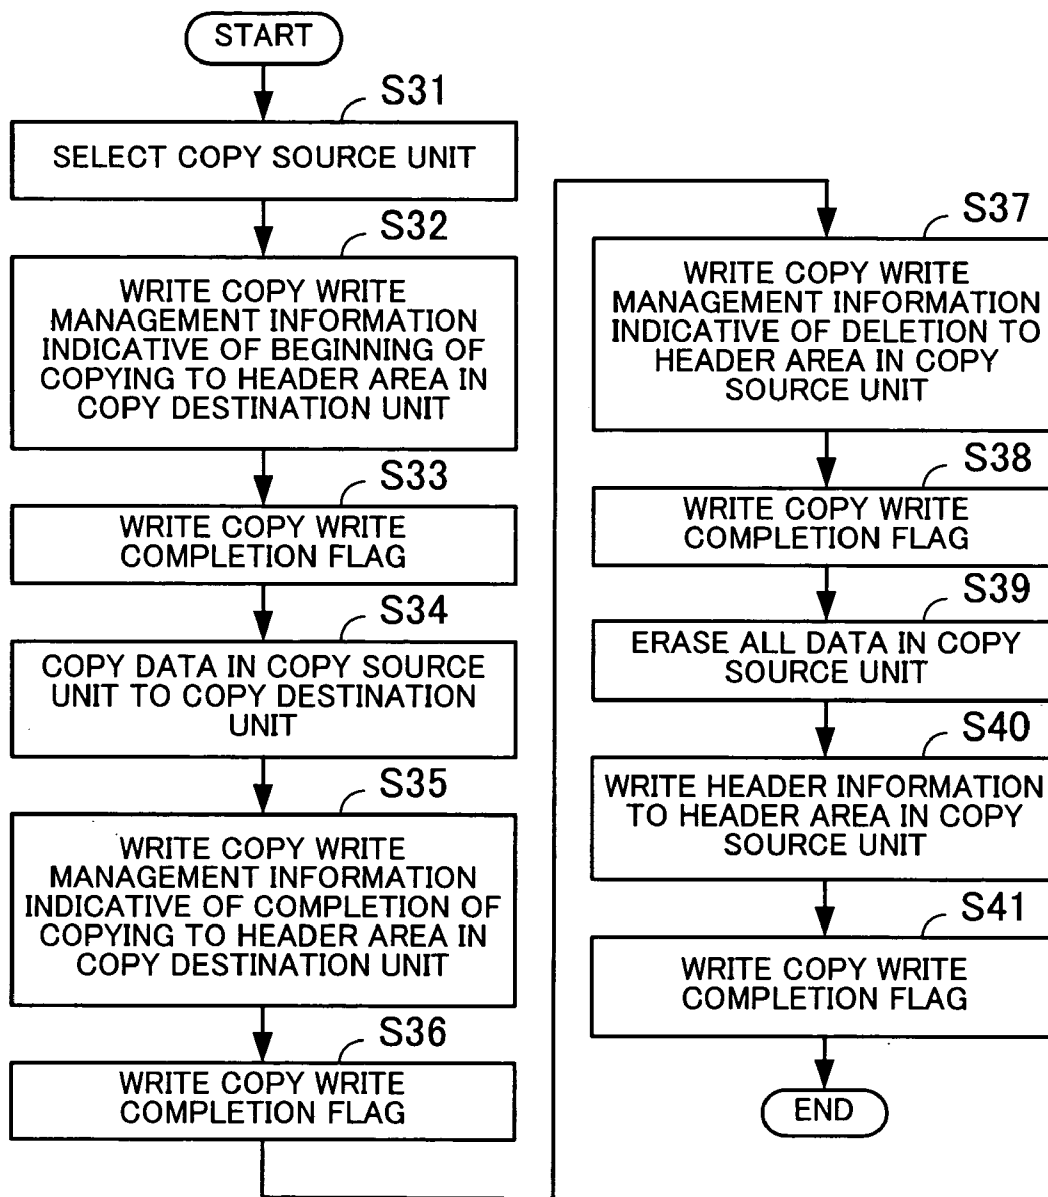 START
S31
SELECT COPY SOURCE UNIT
S32
WRITE COPY WRITE
MANAGEMENT INFORMATION
INDICATIVE OF BEGINNING OF
COPYING TO HEADER AREA IN
COPY DESTINATION UNIT
S33
WRITE COPY WRITE
COMPLETION FLAG
S34
COPY DATA IN COPY SOURCE
UNIT TO COPY DESTINATION
UNIT
S35
WRITE COPY WRITE
MANAGEMENT INFORMATION
INDICATIVE OF COMPLETION OF
COPYING TO HEADER AREA IN
COPY DESTINATION UNIT
S36
WRITE COPY WRITE
COMPLETION FLAG
S37
WRITE COPY WRITE
MANAGEMENT INFORMATION
INDICATIVE OF DELETION TO
HEADER AREA IN COPY
SOURCE UNIT
S38
WRITE COPY WRITE
COMPLETION FLAG
S39
ERASE ALL DATA IN COPY
SOURCE UNIT
S40
WRITE HEADER INFORMATION
TO HEADER AREA IN COPY
SOURCE UNIT
S41
WRITE COPY WRITE
COMPLETION FLAG
END